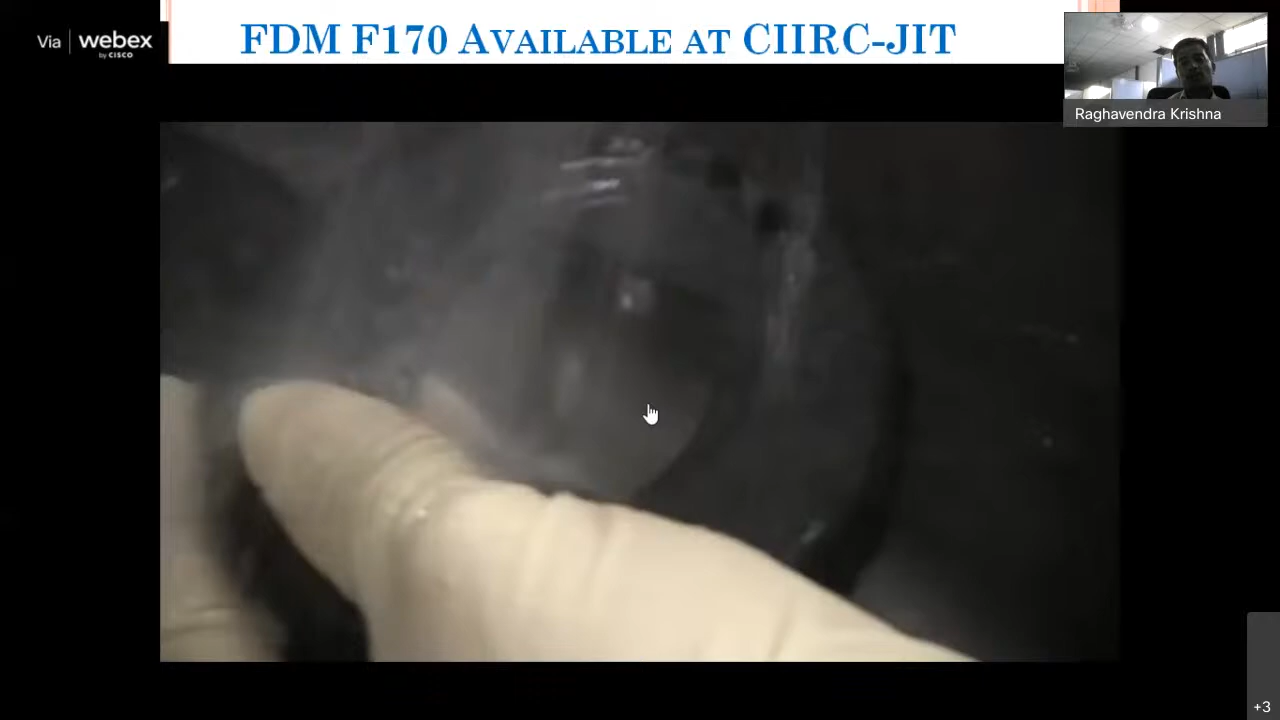 Via webex
by CISCO
FDM F170 AVAILABLE AT CIIRC-JIT
Raghavendra Krishna
+3